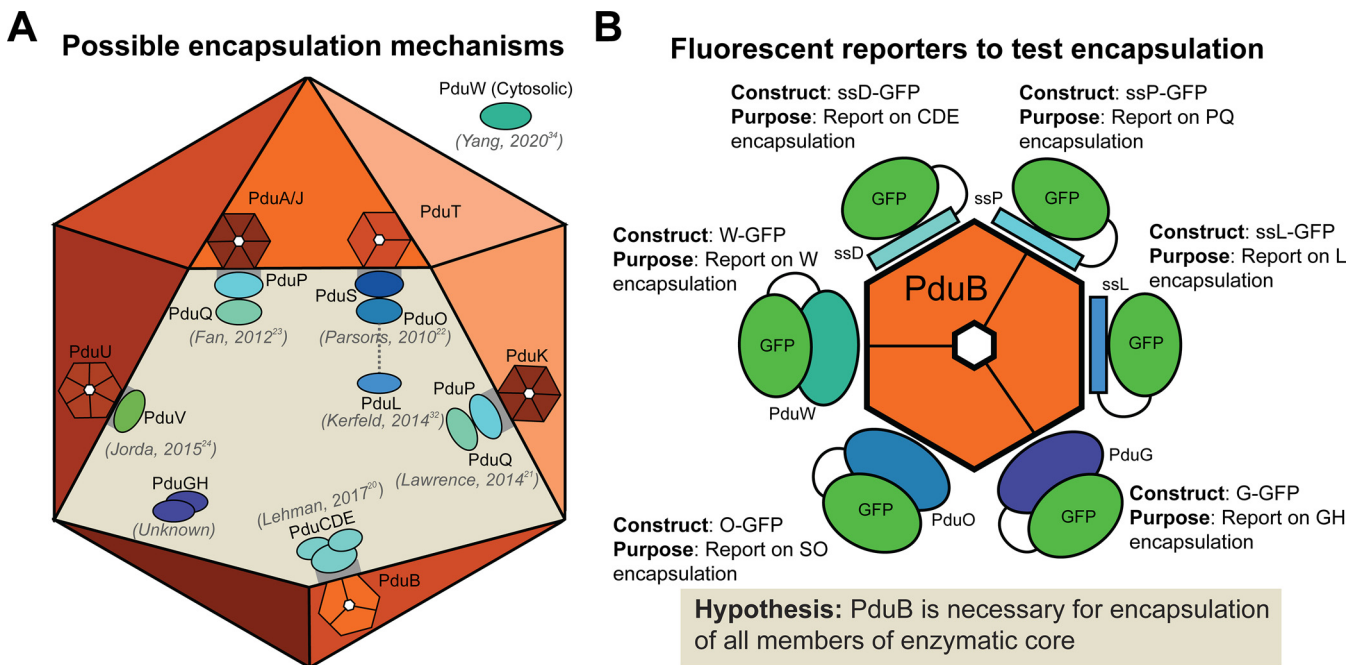 A
Possible encapsulation mechanisms
PduW (Cytosolic)
(Yang, 2020³⁴)
PduA/J
PduT
PduP
PduQ
(Fan, 2012²³)
PduS
PduO
(Parsons, 2010²²)
PduL
(Kerfeld, 2014³²)
PduU
PduV
(Jorda, 2015²⁴)
PduK
PduP
PduQ
(Lawrence, 2014²¹)
PduGH
(Unknown)
(Lehman, 2017²⁰)
PduCDE
PduB
B
Fluorescent reporters to test encapsulation
Construct: ssD-GFP
Purpose: Report on CDE
encapsulation
Construct: ssP-GFP
Purpose: Report on PQ
encapsulation
GFP
ssD
GFP
ssP
Construct: W-GFP
Purpose: Report on W
encapsulation
Construct: ssL-GFP
Purpose: Report on L
encapsulation
ssL
PduB
GFP
PduW
GFP
GFP
PduO
PduG
GFP
Construct: O-GFP
Purpose: Report on SO
encapsulation
Construct: G-GFP
Purpose: Report on GH
encapsulation
Hypothesis: PduB is necessary for encapsulation
of all members of enzymatic core